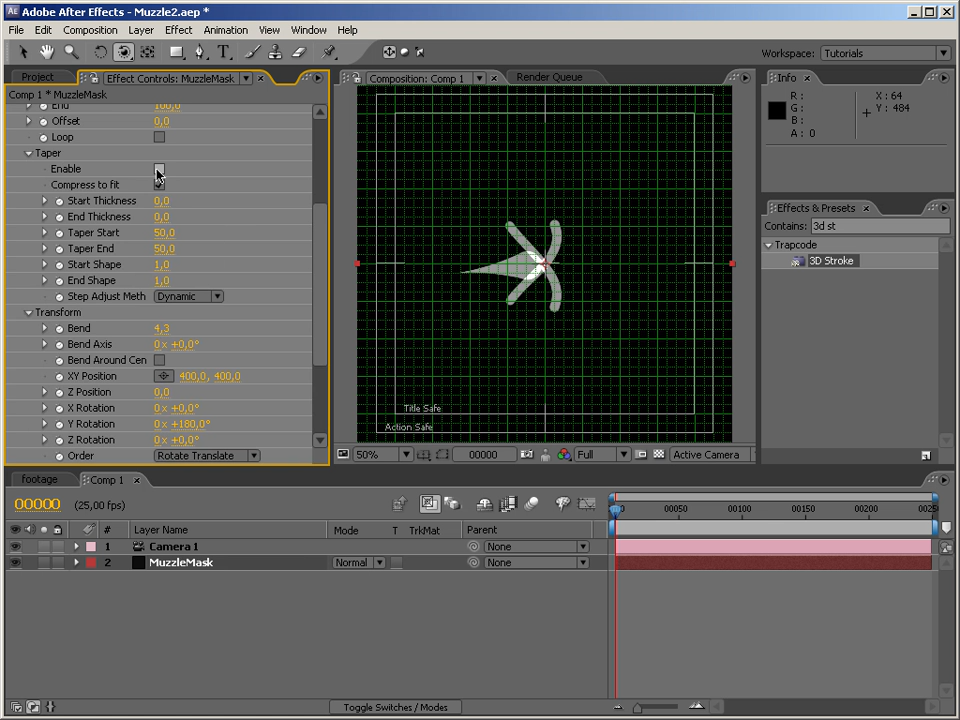 Adobe After Effects - Muzzle2.aep *
File Edit Composition Layer Effect Animation View Window Help
Workspace: Tutorials
Project Effect Controls: MuzzleMask
Comp 1 * MuzzleMask
End 100,0
Offset 0,0
Loop
Taper
Enable
Compress to fit
Start Thickness 0,0
End Thickness 0,0
Taper Start 50,0
Taper End 50,0
Start Shape 1,0
End Shape 1,0
Step Adjust Meth Dynamic
Transform
Bend 4,3
Bend Axis 0 x +0,0°
Bend Around Cen
XY Position 400,0, 400,0
Z Position 0,0
X Rotation 0 x +0,0°
Y Rotation 0 x +180,0°
Z Rotation 0 x +0,0°
Order Rotate Translate
Composition: Comp 1 Render Queue
Title Safe
Action Safe
50% 00000 Full Active Camera
Info
R: X: 64
G: Y: 484
B:
A: 0
Effects & Presets
Contains: 3d st
Trapcode
3D Stroke
footage Comp 1
00000 (25,00 fps)
# Layer Name Mode T TrkMat Parent
00050 00100 00150 00200
1 Camera 1 None
2 MuzzleMask Normal None
Toggle Switches / Modes